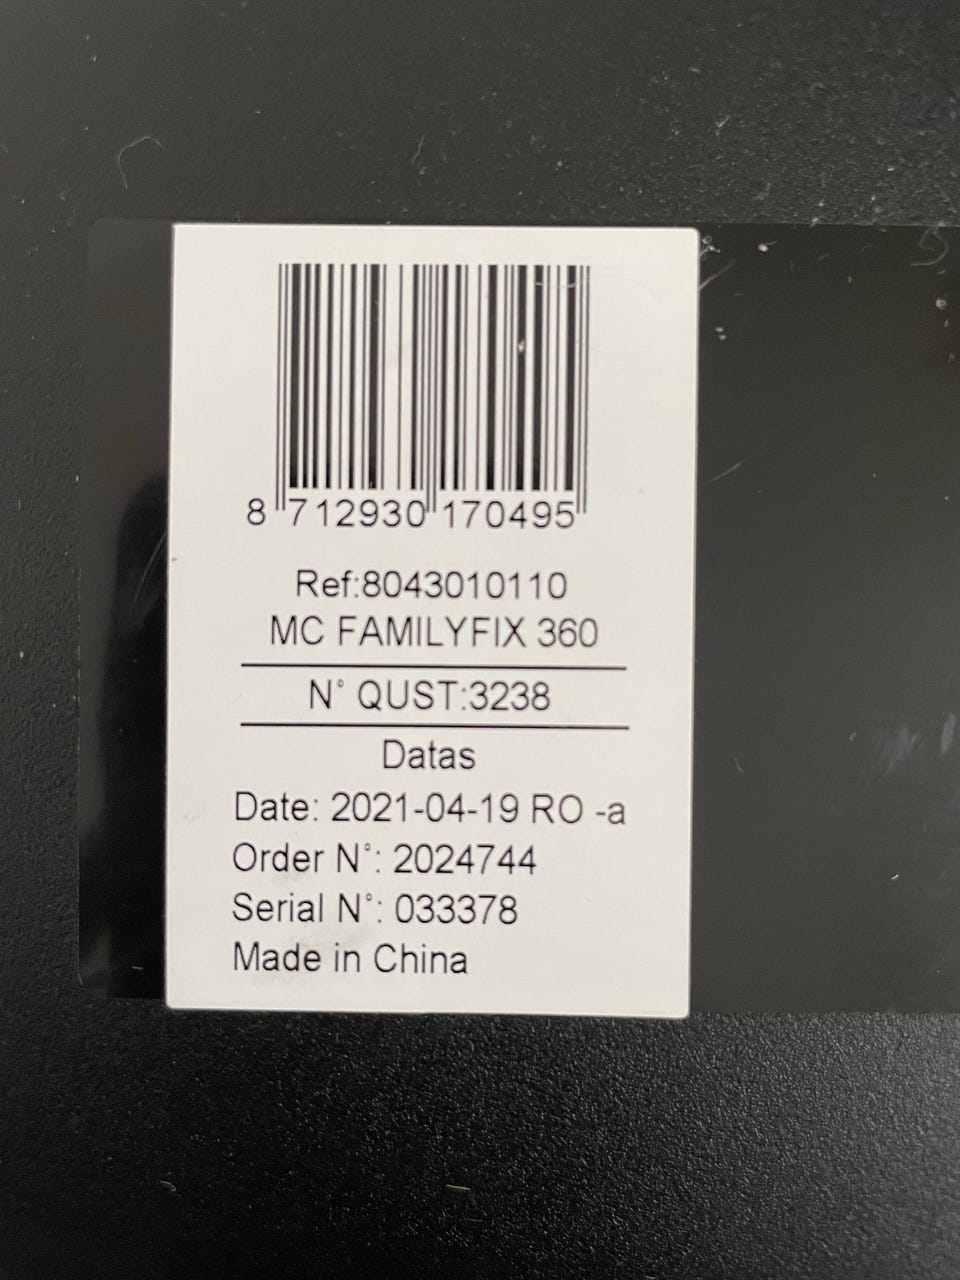 8 712930 170495
Ref:8043010110
MC FAMILYFIX 360
N° QUST:3238
Datas
Date: 2021-04-19 RO -a
Order N°: 2024744
Serial N°: 033378
Made in China